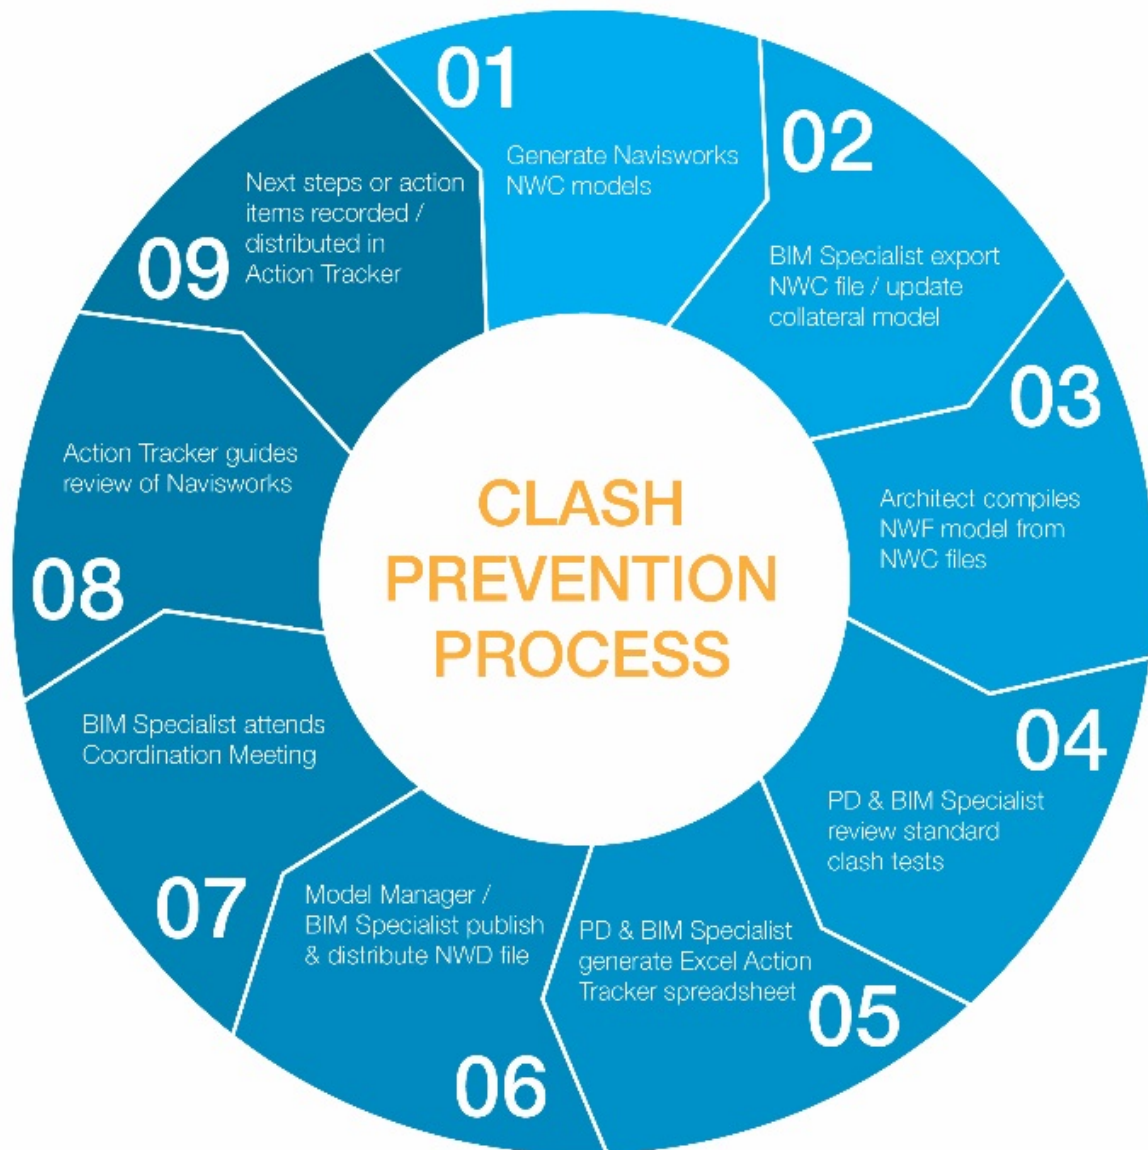 CLASH
PREVENTION
PROCESS
01
Generate Navisworks
NWC models
02
BIM Specialist export
NWC file / update
collateral model
03
Architect compiles
NWF model from
NWC files
04
PD & BIM Specialist
review standard
clash tests
05
PD & BIM Specialist
generate Excel Action
Tracker spreadsheet
06
Model Manager /
BIM Specialist publish
& distribute NWD file
07
BIM Specialist attends
Coordination Meeting
08
Action Tracker guides
review of Navisworks
09
Next steps or action
items recorded /
distributed in
Action Tracker